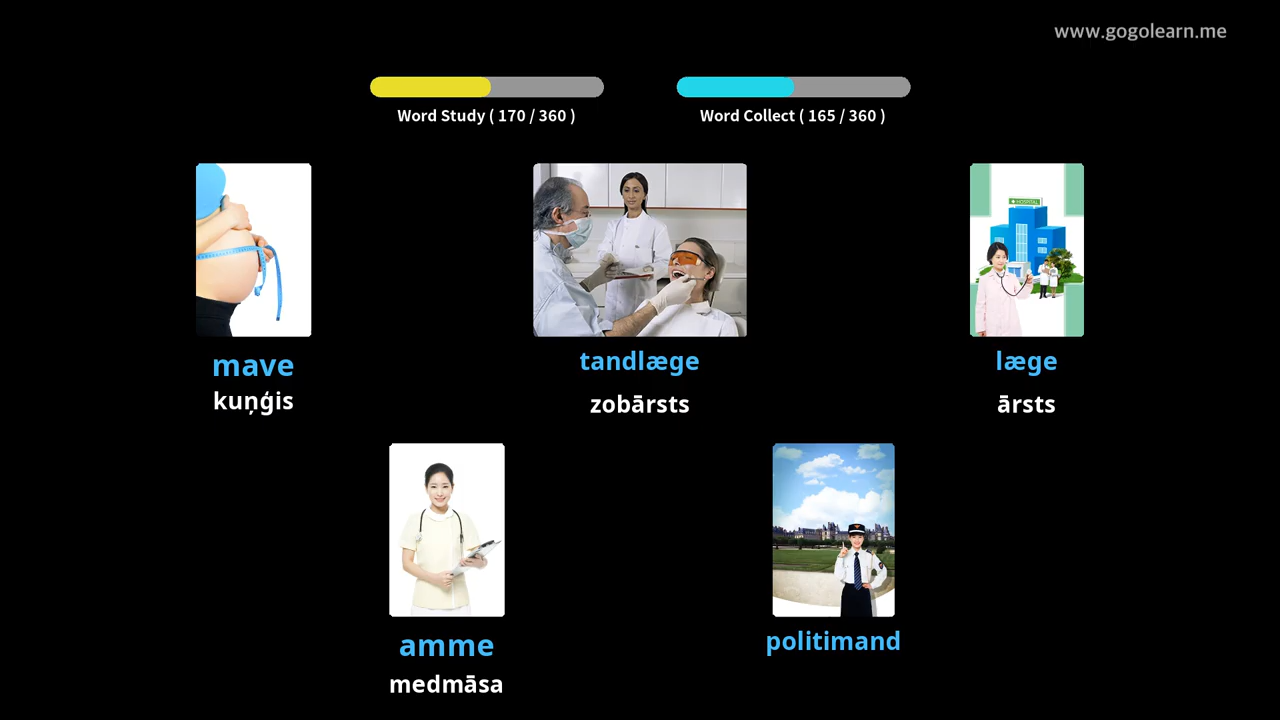 www.gogolearn.me
Word Study ( 170 / 360 )
Word Collect ( 165 / 360 )
HOSPITAL
mave
kuņģis
tandlæge
zobārsts
læge
ārsts
amme
medmāsa
politimand